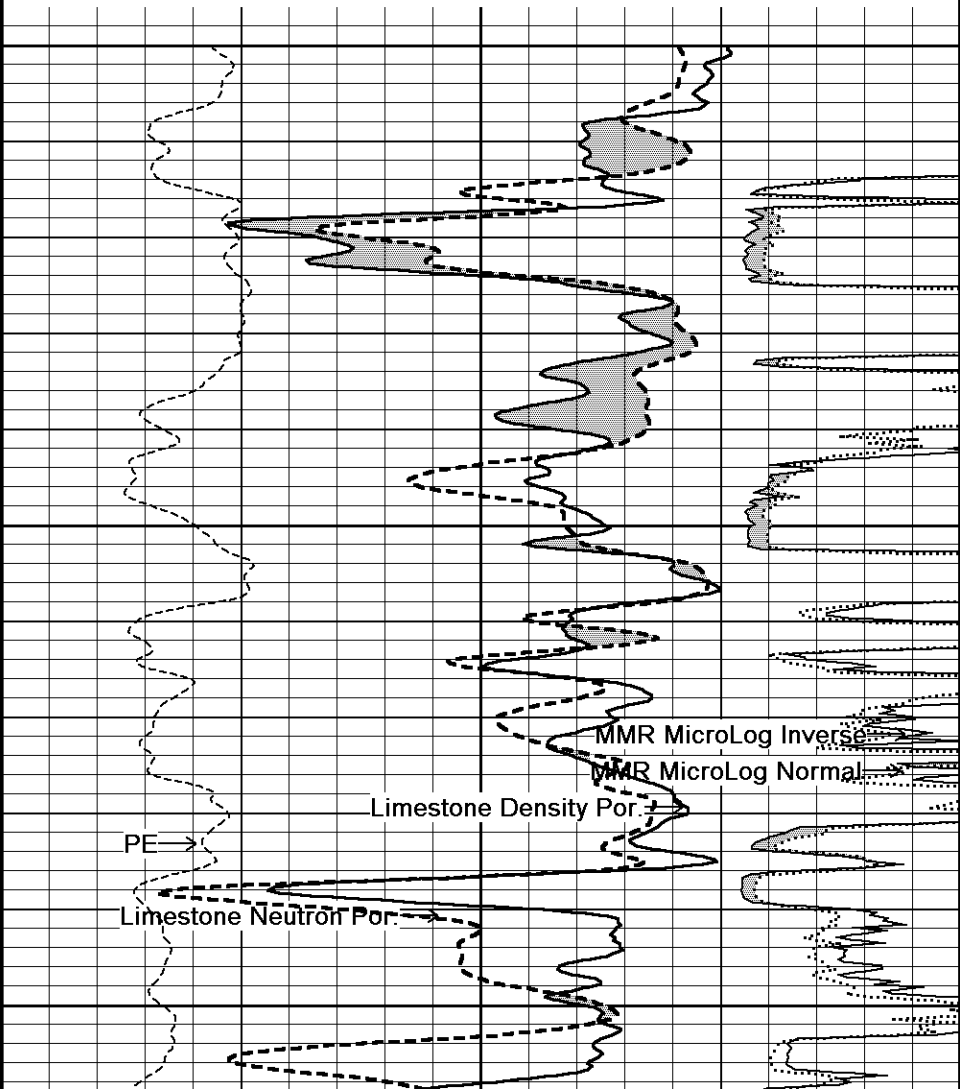 MMR MicroLog Inverse
MMR MicroLog Normal
Limestone Density Por.
PE
Limestone Neutron Por.